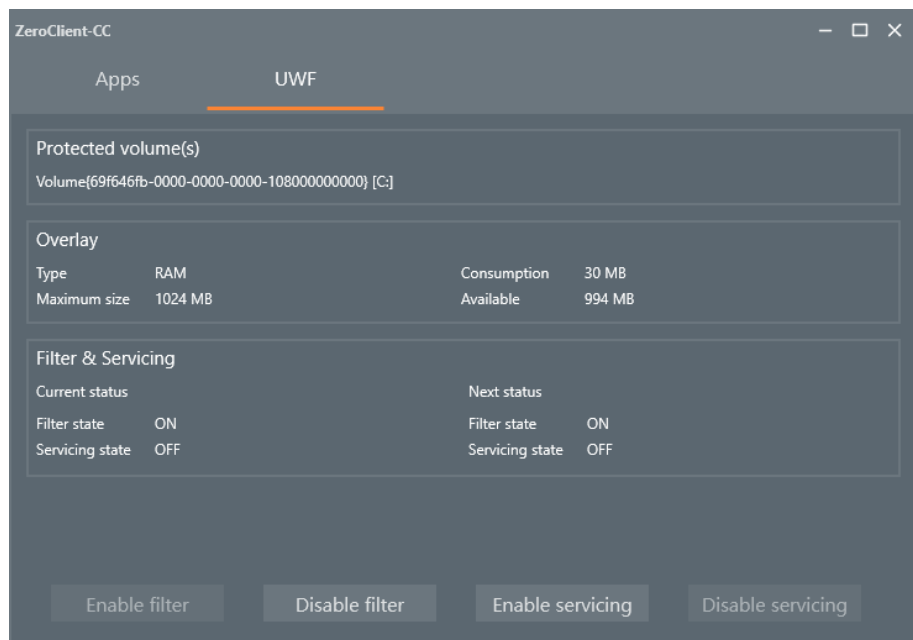 ZeroClient-CC
Apps UWF
Protected volume(s)
Volume{69f646fb-0000-0000-0000-108000000000} [C:]
Overlay
Type RAM Consumption 30 MB
Maximum size 1024 MB Available 994 MB
Filter & Servicing
Current status Next status
Filter state ON Filter state ON
Servicing state OFF Servicing state OFF
Enable filter Disable filter Enable servicing Disable servicing